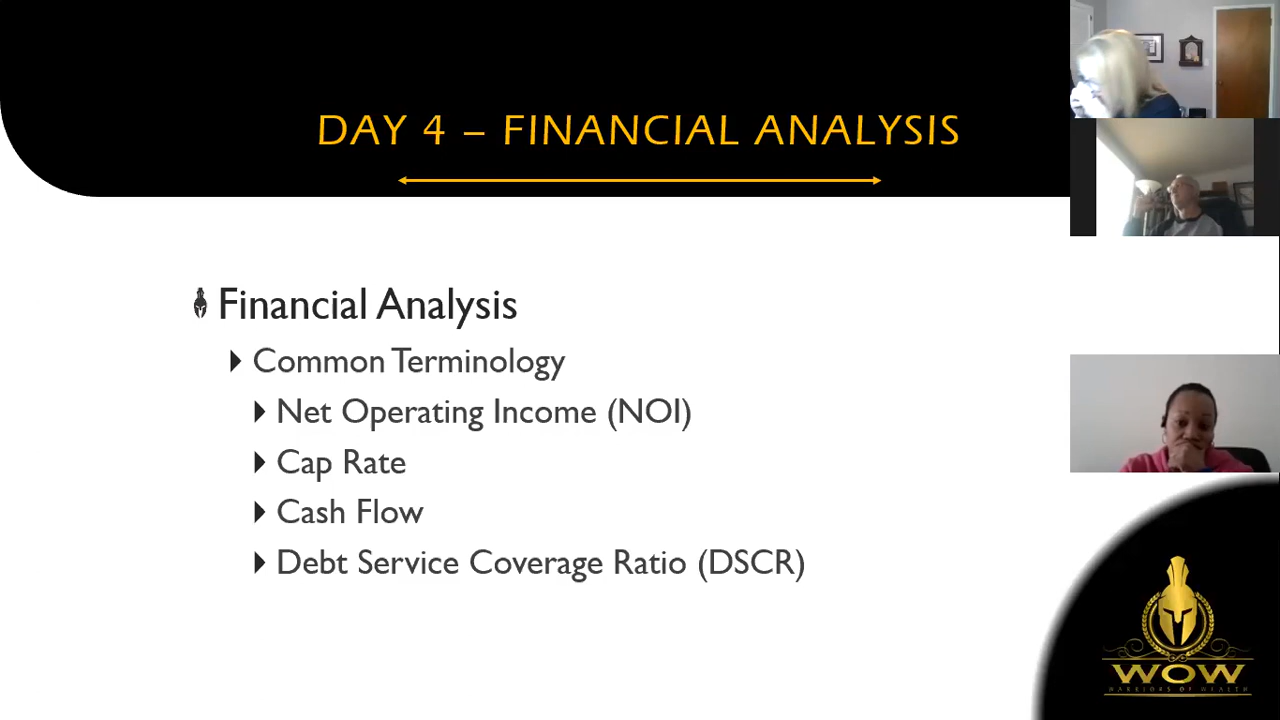 DAY 4 – FINANCIAL ANALYSIS
Financial Analysis
Common Terminology
Net Operating Income (NOI)
Cap Rate
Cash Flow
Debt Service Coverage Ratio (DSCR)
WOW
WARRIORS OF WEALTH